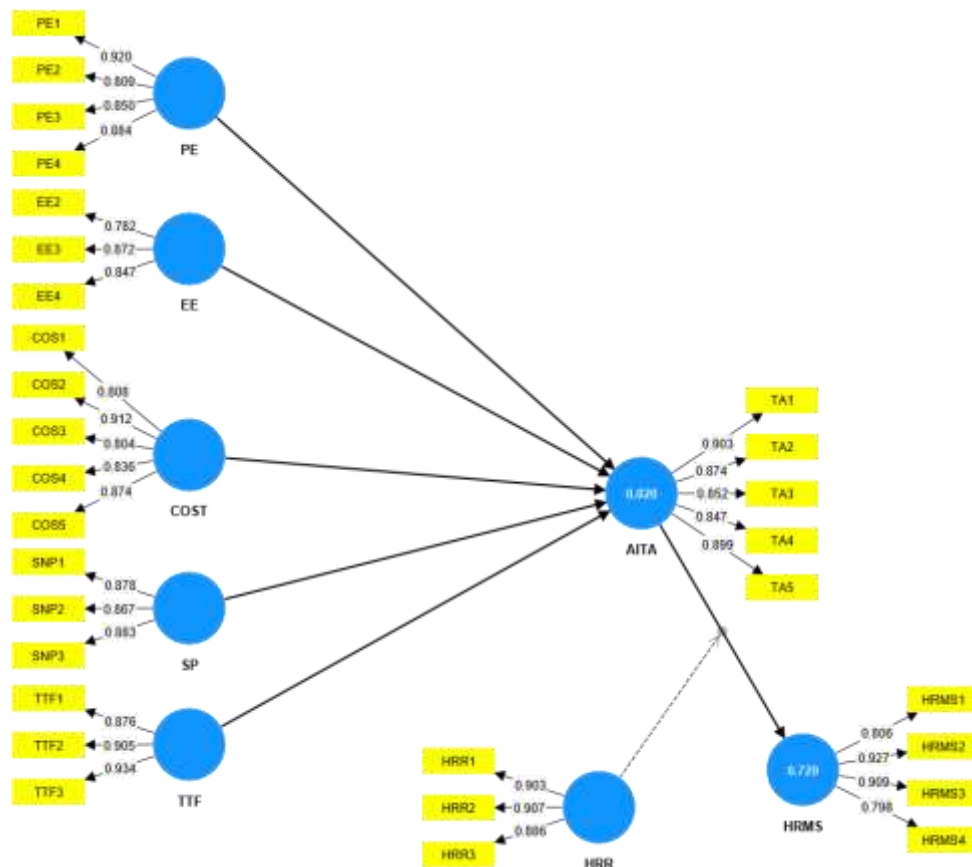 PE1
0.920
PE2
0.809
0.850
PE3
0.884
PE4
PE
EE2
0.782
EE3
0.872
0.847
EE4
EE
COS1
0.808
COS2
0.912
COS3
0.804
COS4
0.836
0.874
COS5
COST
SNP1
0.878
SNP2
0.867
0.883
SNP3
SP
TTF1
0.876
TTF2
0.905
0.934
TTF3
TTF
AITA
TA1
0.903
TA2
0.874
TA3
0.852
0.847
TA4
0.899
TA5
HRR1
0.903
HRR2
0.907
0.886
HRR3
HRR
0.720
HRMS
HRMS1
0.806
HRMS2
0.927
0.909
HRMS3
0.798
HRMS4